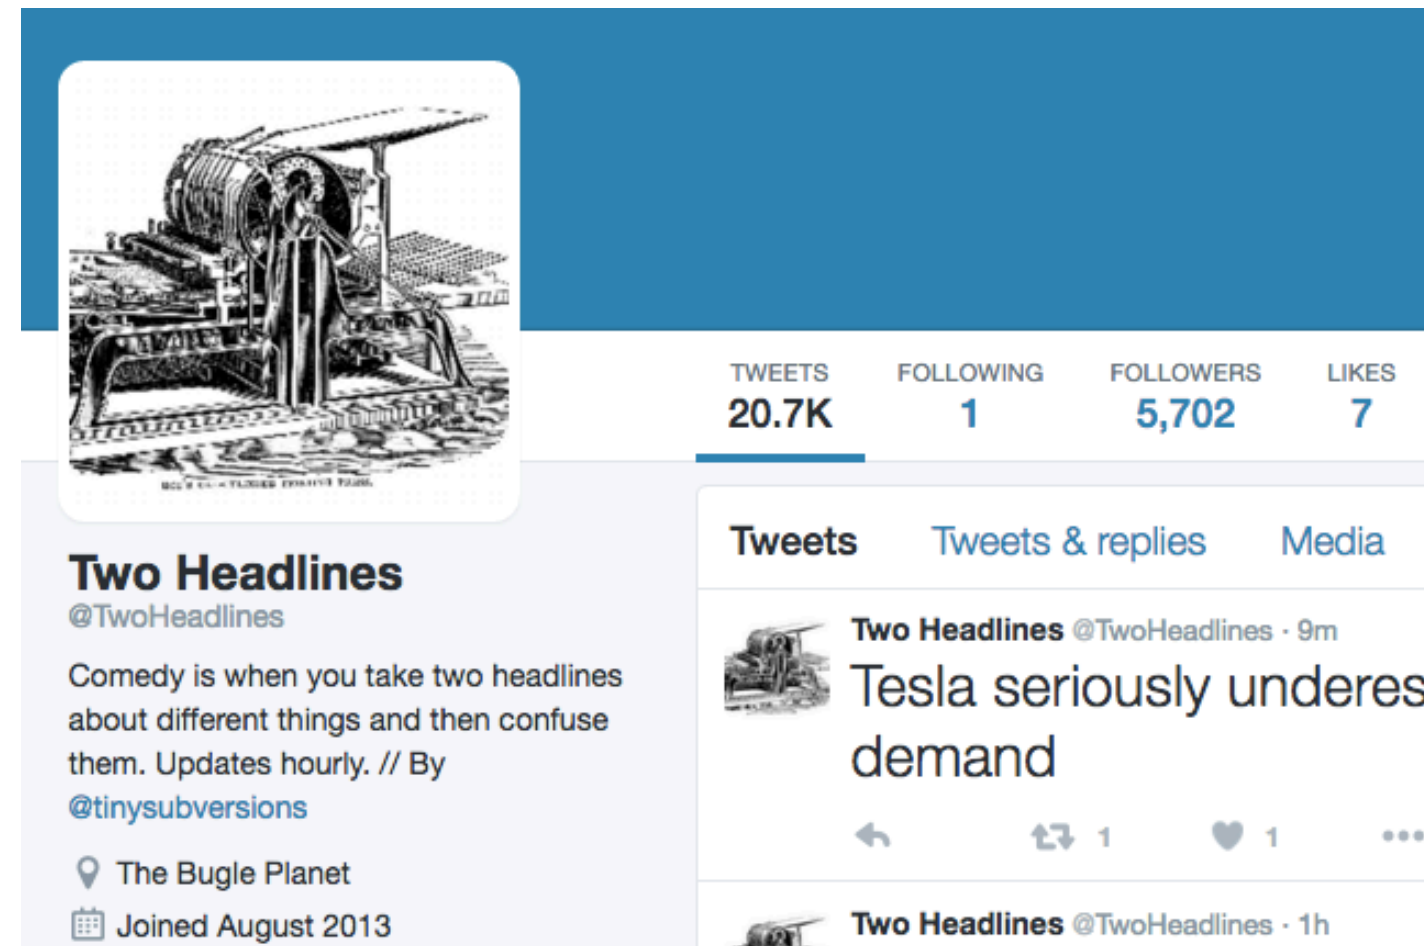 TWEETS FOLLOWING FOLLOWERS LIKES
20.7K 1 5,702 7
Two Headlines
@TwoHeadlines
Comedy is when you take two headlines
about different things and then confuse
them. Updates hourly. // By
@tinysubversions
The Bugle Planet
Joined August 2013
Tweets Tweets & replies Media
Two Headlines @TwoHeadlines · 9m
Tesla seriously underes
demand
1 1
Two Headlines @TwoHeadlines · 1h